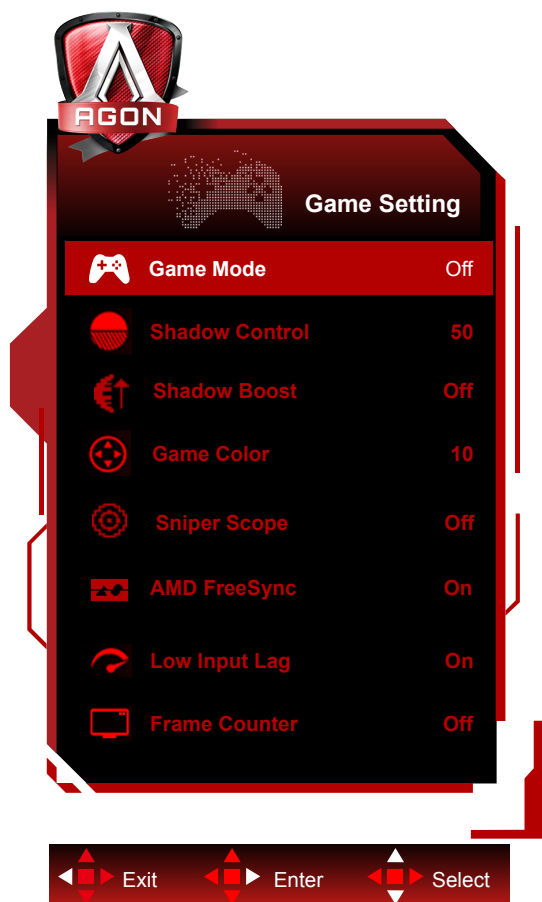 AGON
Game Setting
Game Mode Off
Shadow Control 50
Shadow Boost Off
Game Color 10
Sniper Scope Off
AMD FreeSync On
Low Input Lag On
Frame Counter Off
Exit Enter Select